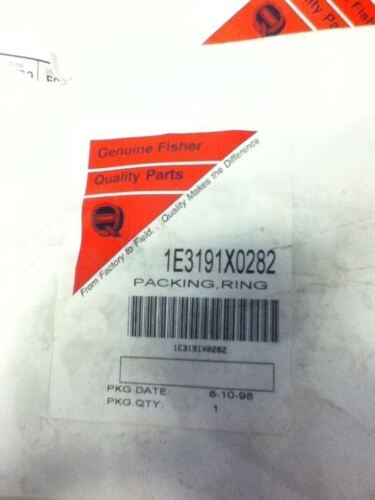 Genuine Fisher
Quality Parts
From Factory to Field... Quality Makes the Difference
1E3191X0282
PACKING,RING
1E3191X0282
PKG.DATE: 6-10-98
PKG.QTY: 1